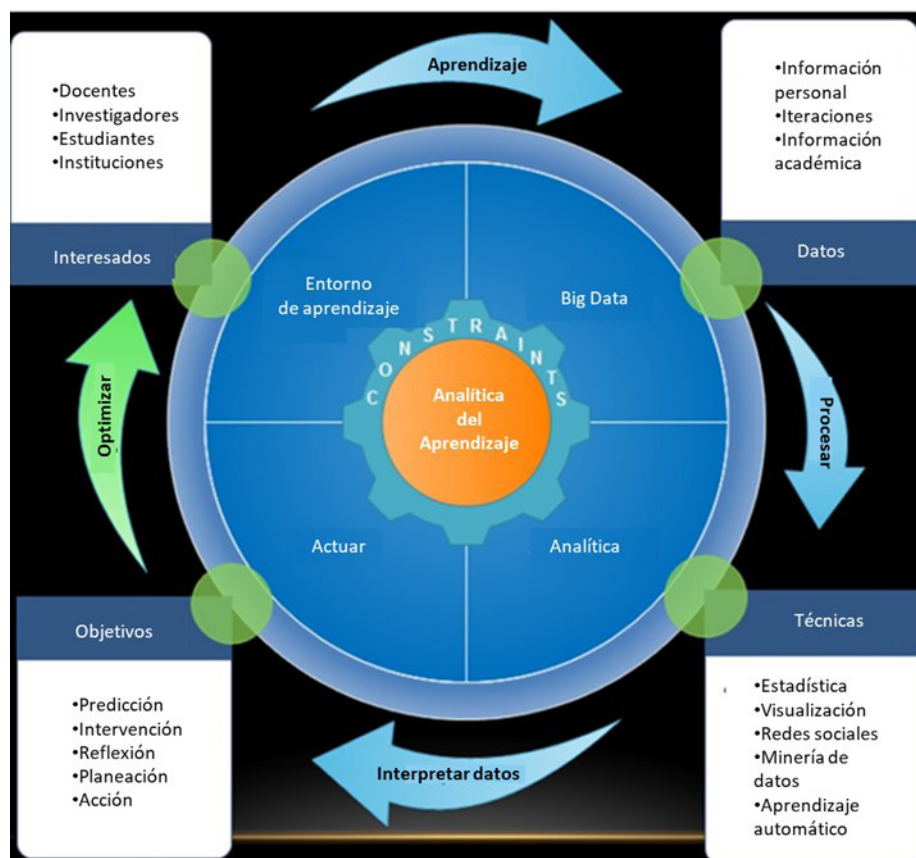 Aprendizaje
•Docentes
•Investigadores
•Estudiantes
•Instituciones
Interesados
•Información
personal
•Iteraciones
•Información
académica
Datos
Entorno
de aprendizaje
Big Data
CONSTRAINTS
Analítica
del
Aprendizaje
Optimizar
Procesar
Actuar
Analítica
Objetivos
•Predicción
•Intervención
•Reflexión
•Planeación
•Acción
Técnicas
•Estadística
•Visualización
•Redes sociales
•Minería de
datos
•Aprendizaje
automático
Interpretar datos